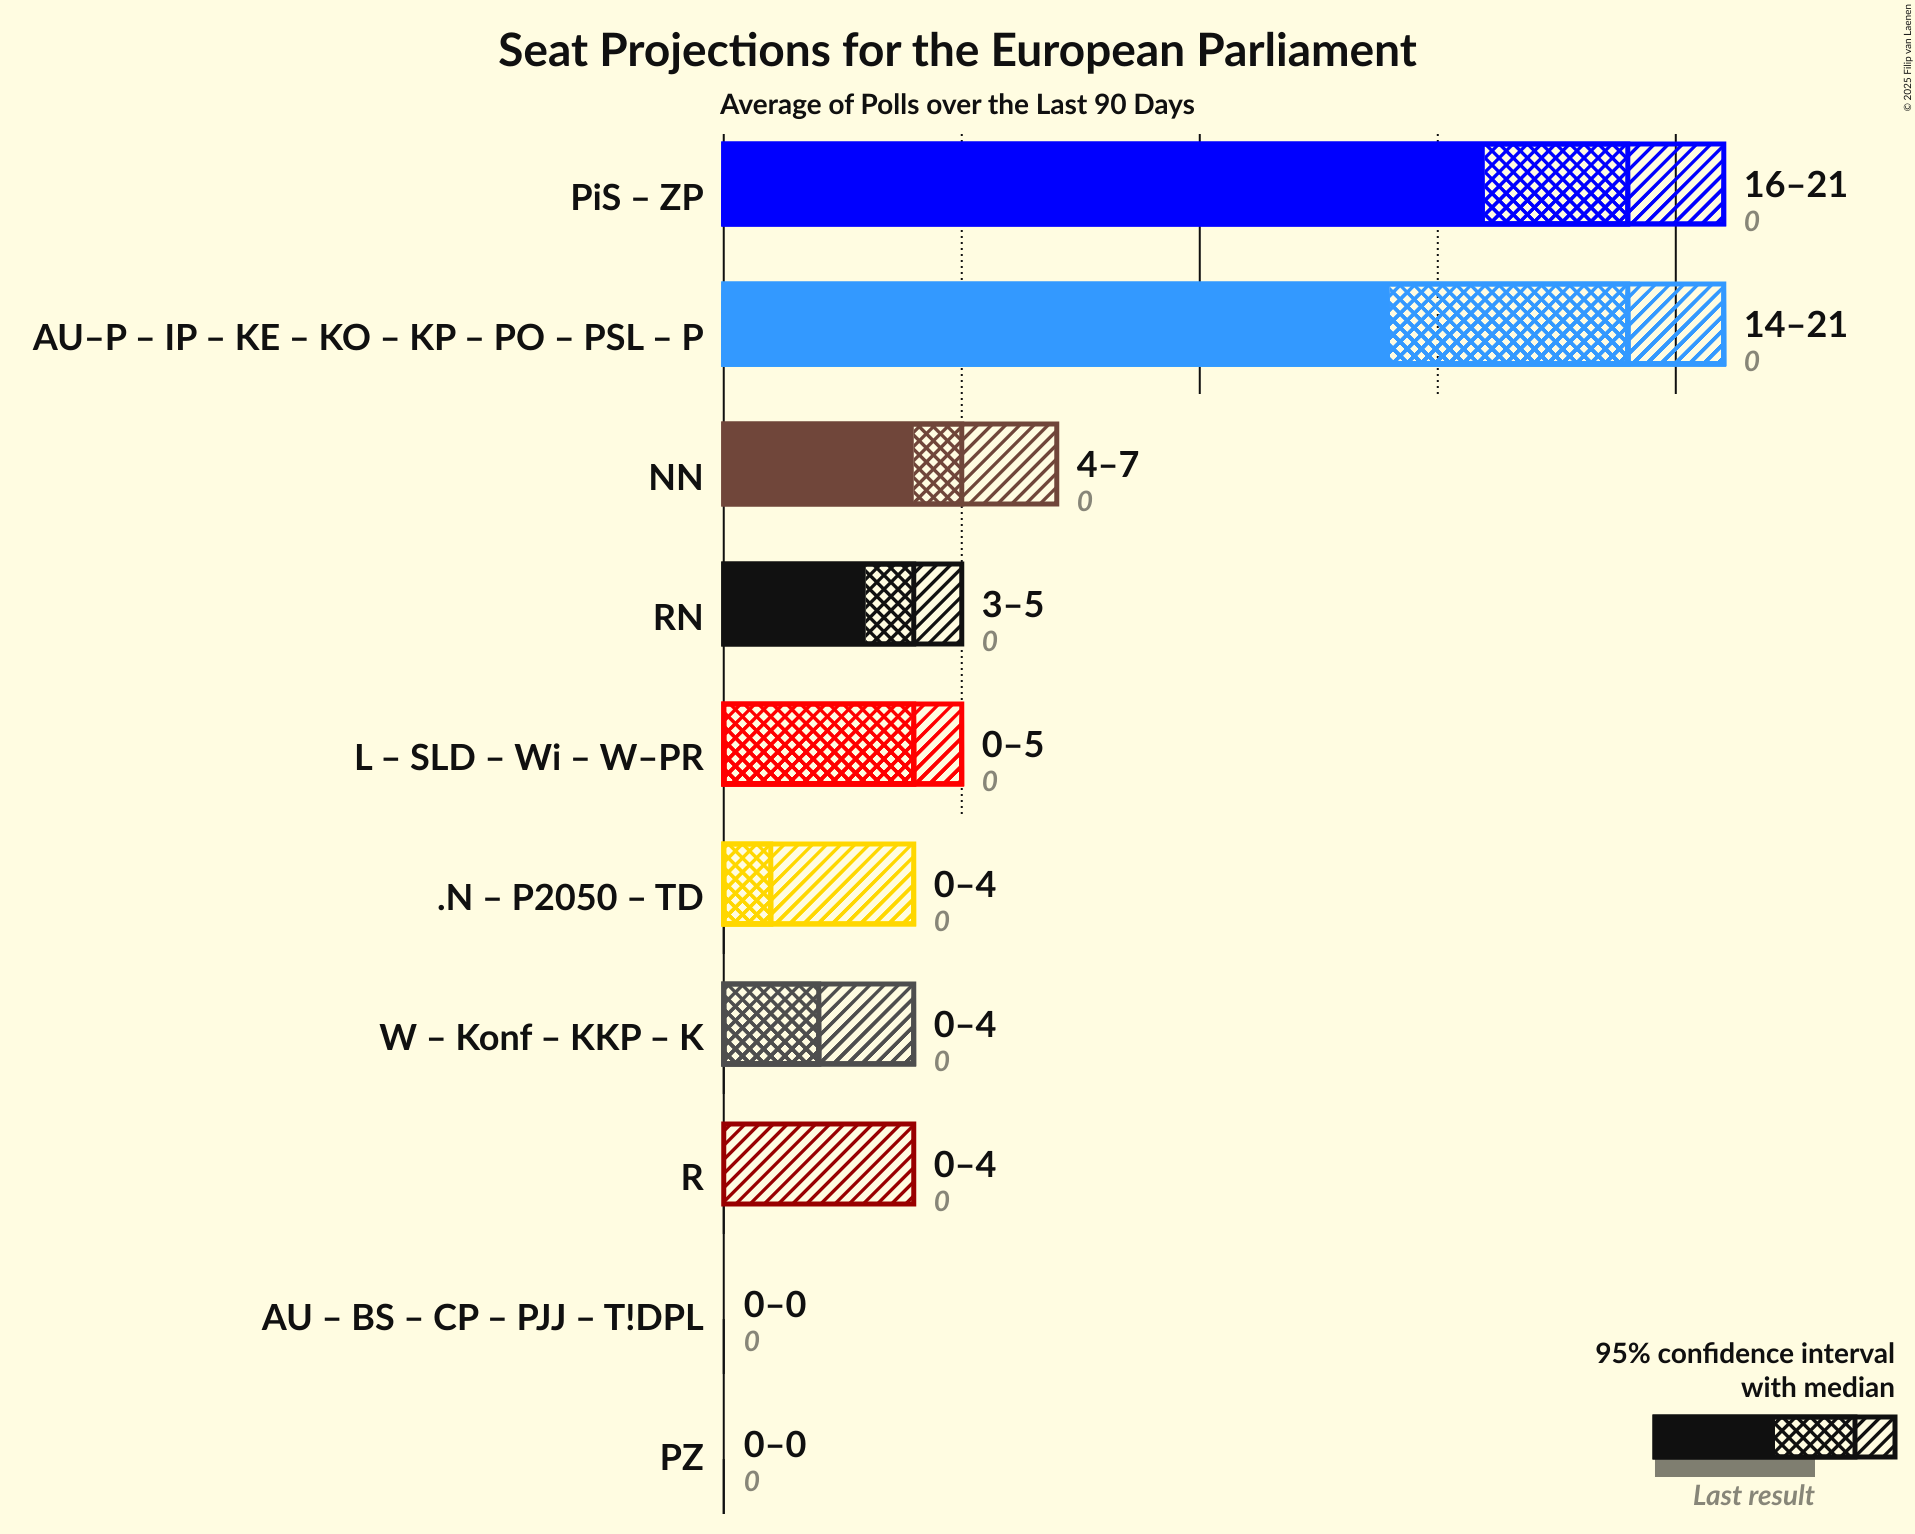 © 2025 Filip van Laenen
Seat Projections for the European Parliament
Average of Polls over the Last 90 Days
PiS – ZP
16–21
0
AU–P – IP – KE – KO – KP – PO – PSL – P
14–21
0
NN
4–7
0
RN
3–5
0
L – SLD – Wi – W–PR
0–5
0
.N – P2050 – TD
0–4
0
W – Konf – KKP – K
0–4
0
R
0–4
0
AU – BS – CP – PJJ – T!DPL
0–0
0
PZ
0–0
0
95% confidence interval
with median
Last result